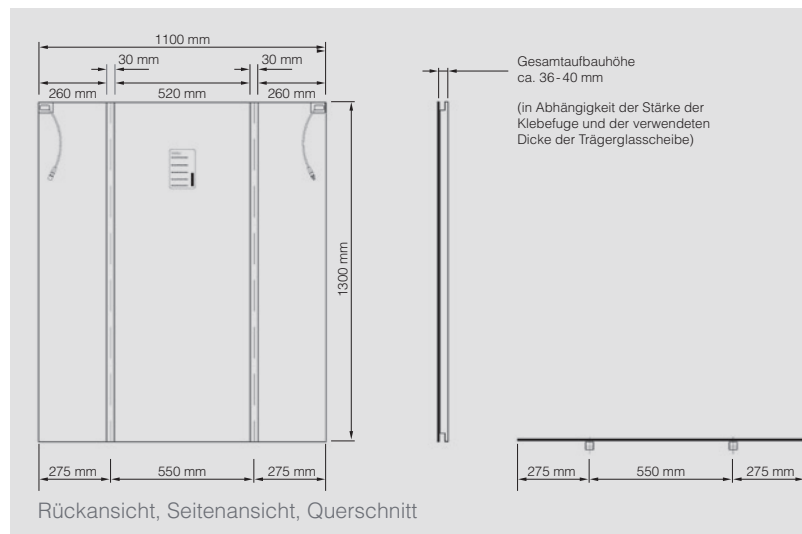 1100 mm
30 mm 30 mm
260 mm 520 mm 260 mm
1300 mm
275 mm 550 mm 275 mm
Gesamtaufbauhöhe
ca. 36-40 mm
(in Abhängigkeit der Stärke der
Klebefuge und der verwendeten
Dicke der Trägerglasscheibe)
275 mm 550 mm 275 mm
Rückansicht, Seitenansicht, Querschnitt